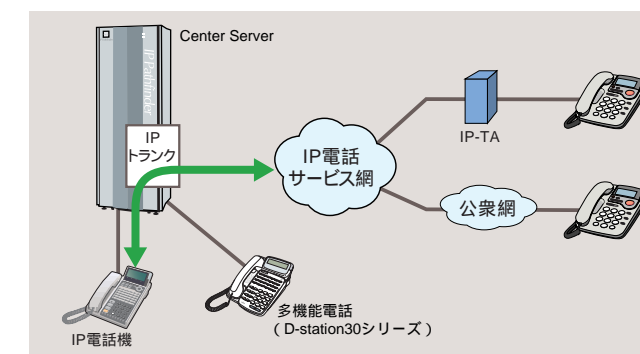 Center Server
IP Pathfinder
IP
トランク
IP電話
サービス網
IP-TA
公衆網
多機能電話
（D-station30シリーズ）
IP電話機